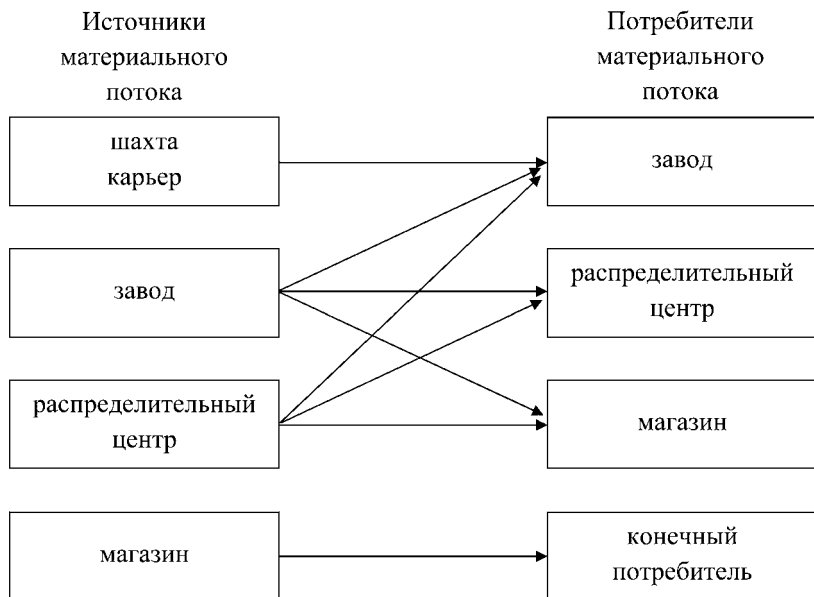 Источники
материального
потока
Потребители
материального
потока
шахта
карьер
завод
завод
распределительный
центр
распределительный
центр
магазин
магазин
конечный
потребитель